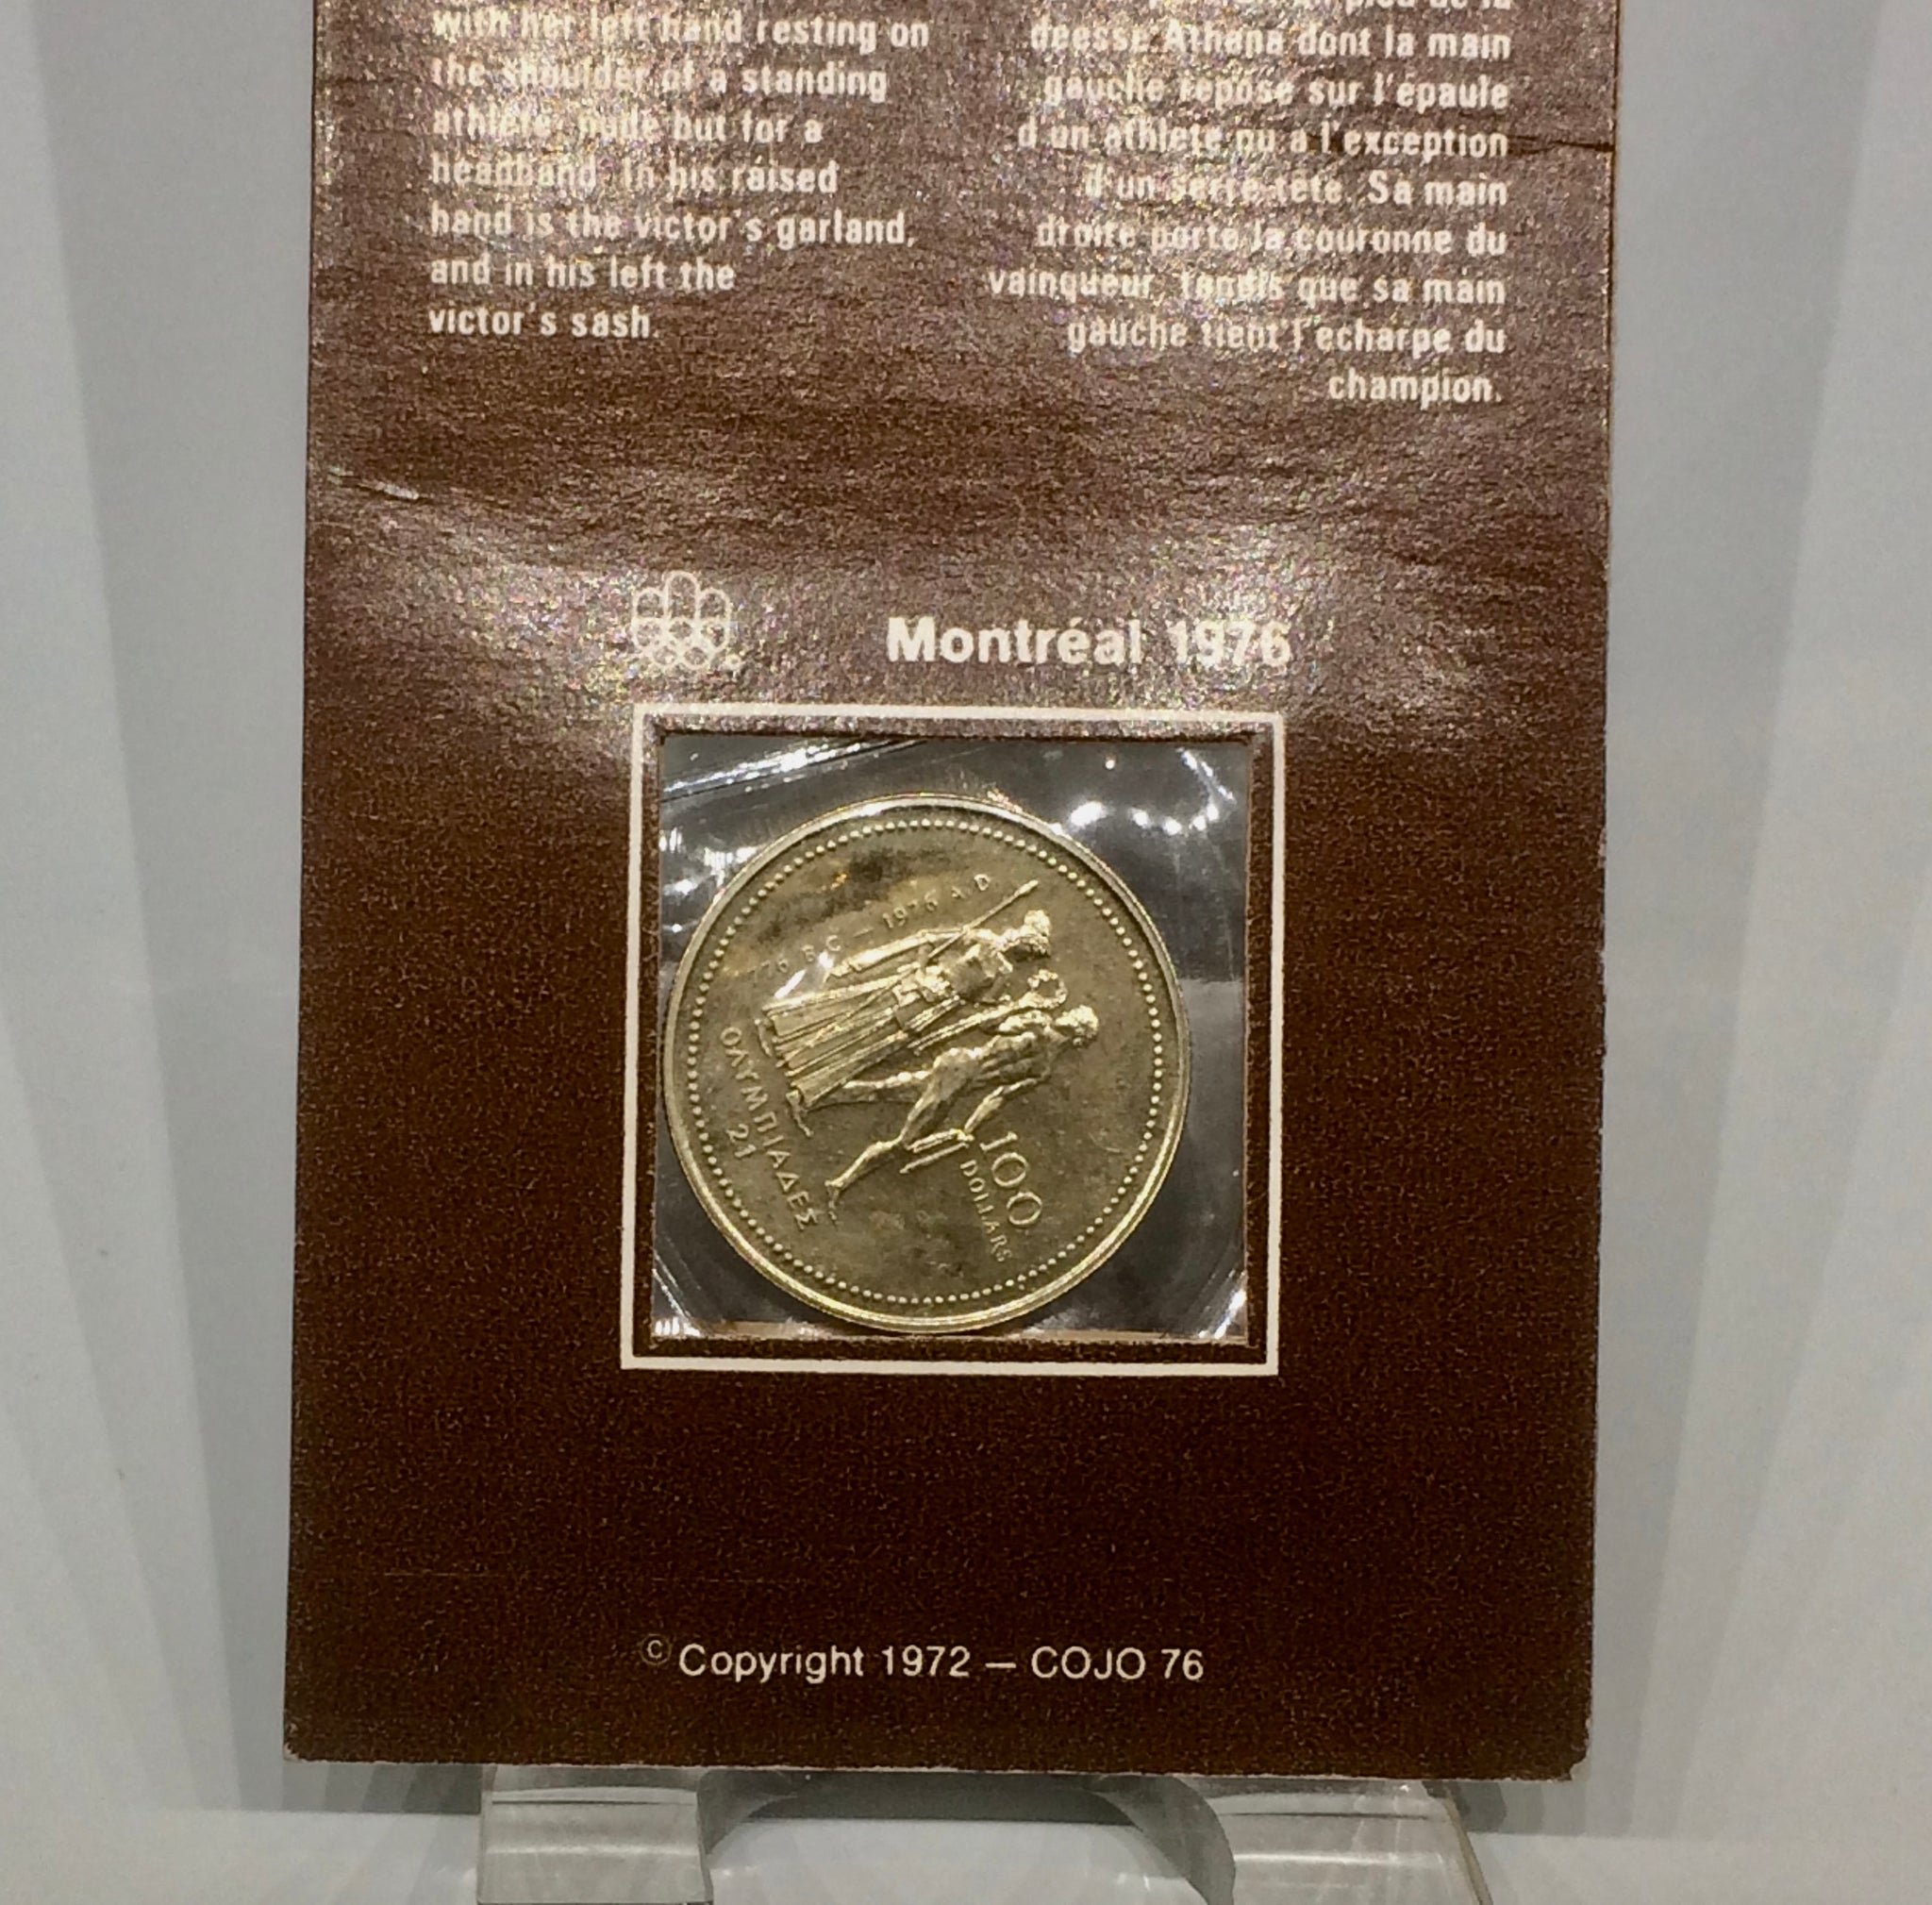 with her left hand resting on
the shoulder of a standing
athlete, nude but for a
headband. In his raised
hand is the victor's garland,
and in his left the
victor's sash.
pied de la
déesse Athena dont la main
gauche repose sur l'épaule
d'un athlète nu à l'exception
d'un serre-tête. Sa main
droite porte la couronne du
vainqueur, tandis que sa main
gauche tient l'écharpe du
champion.
Montréal 1976
B.C. – 1976 A.D.
ΟΛΥΜΠΙΑΔΕΣ
21
100
DOLLARS
© Copyright 1972 – COJO 76